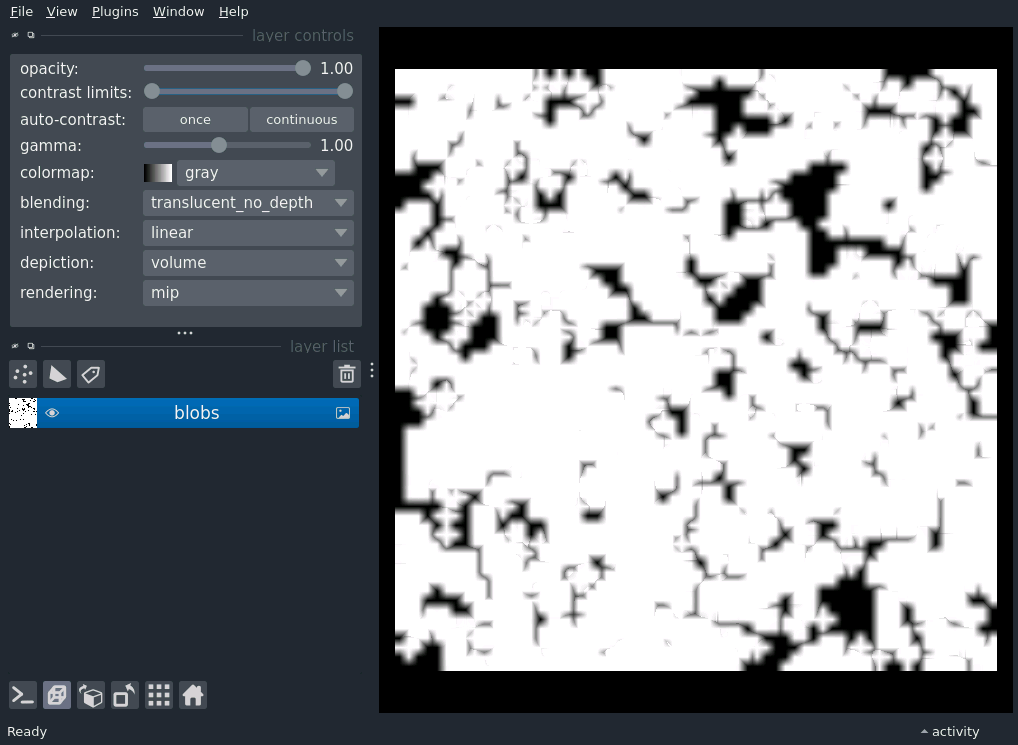 File View Plugins Window Help
layer controls
opacity: 1.00
contrast limits:
auto-contrast: once continuous
gamma: 1.00
colormap: gray
blending: translucent_no_depth
interpolation: linear
depiction: volume
rendering: mip
layer list
blobs
Ready
activity